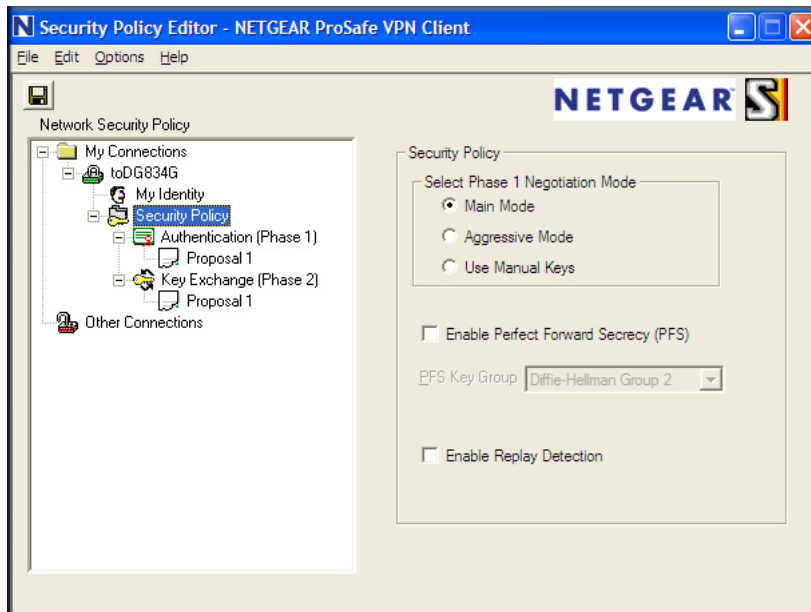 Security Policy Editor - NETGEAR ProSafe VPN Client
File Edit Options Help
NETGEAR
Network Security Policy
My Connections
toDG834G
My Identity
Security Policy
Authentication (Phase 1)
Proposal 1
Key Exchange (Phase 2)
Proposal 1
Other Connections
Security Policy
Select Phase 1 Negotiation Mode
Main Mode
Aggressive Mode
Use Manual Keys
Enable Perfect Forward Secrecy (PFS)
PFS Key Group Diffie-Hellman Group 2
Enable Replay Detection